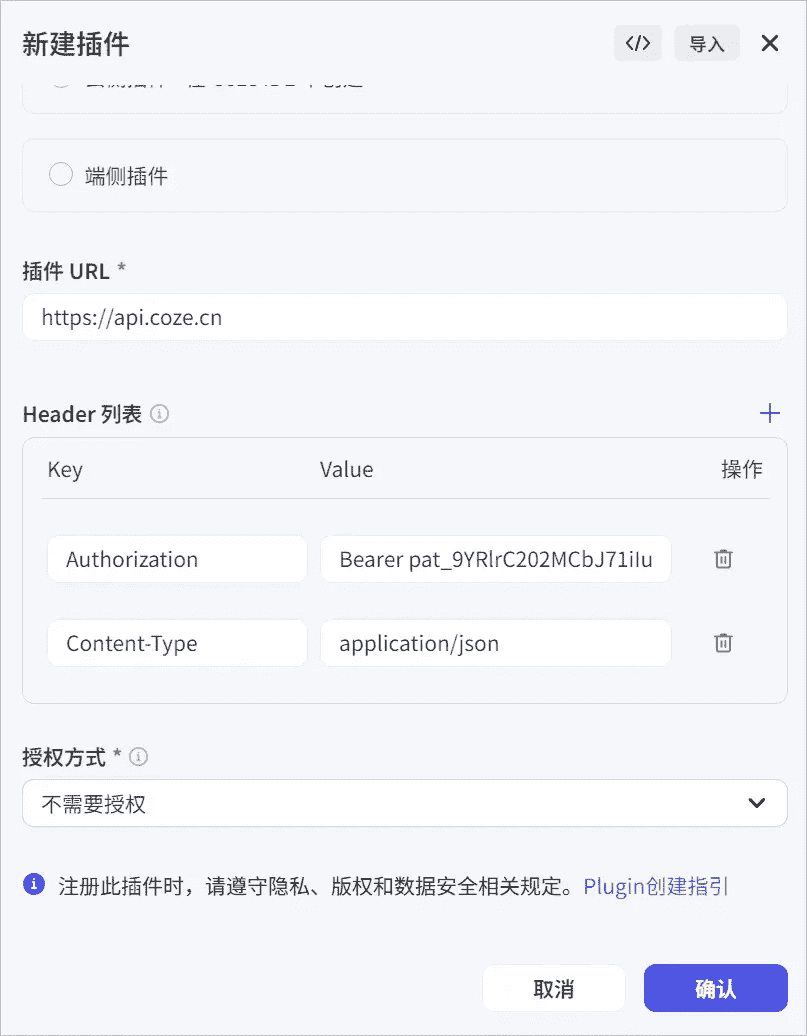 新建插件
</>
导入
端侧插件
插件 URL *
https://api.coze.cn
Header 列表
Key Value 操作
Authorization Bearer pat_9YRlrC202MCbJ71iIu
Content-Type application/json
授权方式 *
不需要授权
注册此插件时，请遵守隐私、版权和数据安全相关规定。Plugin创建指引
取消 确认